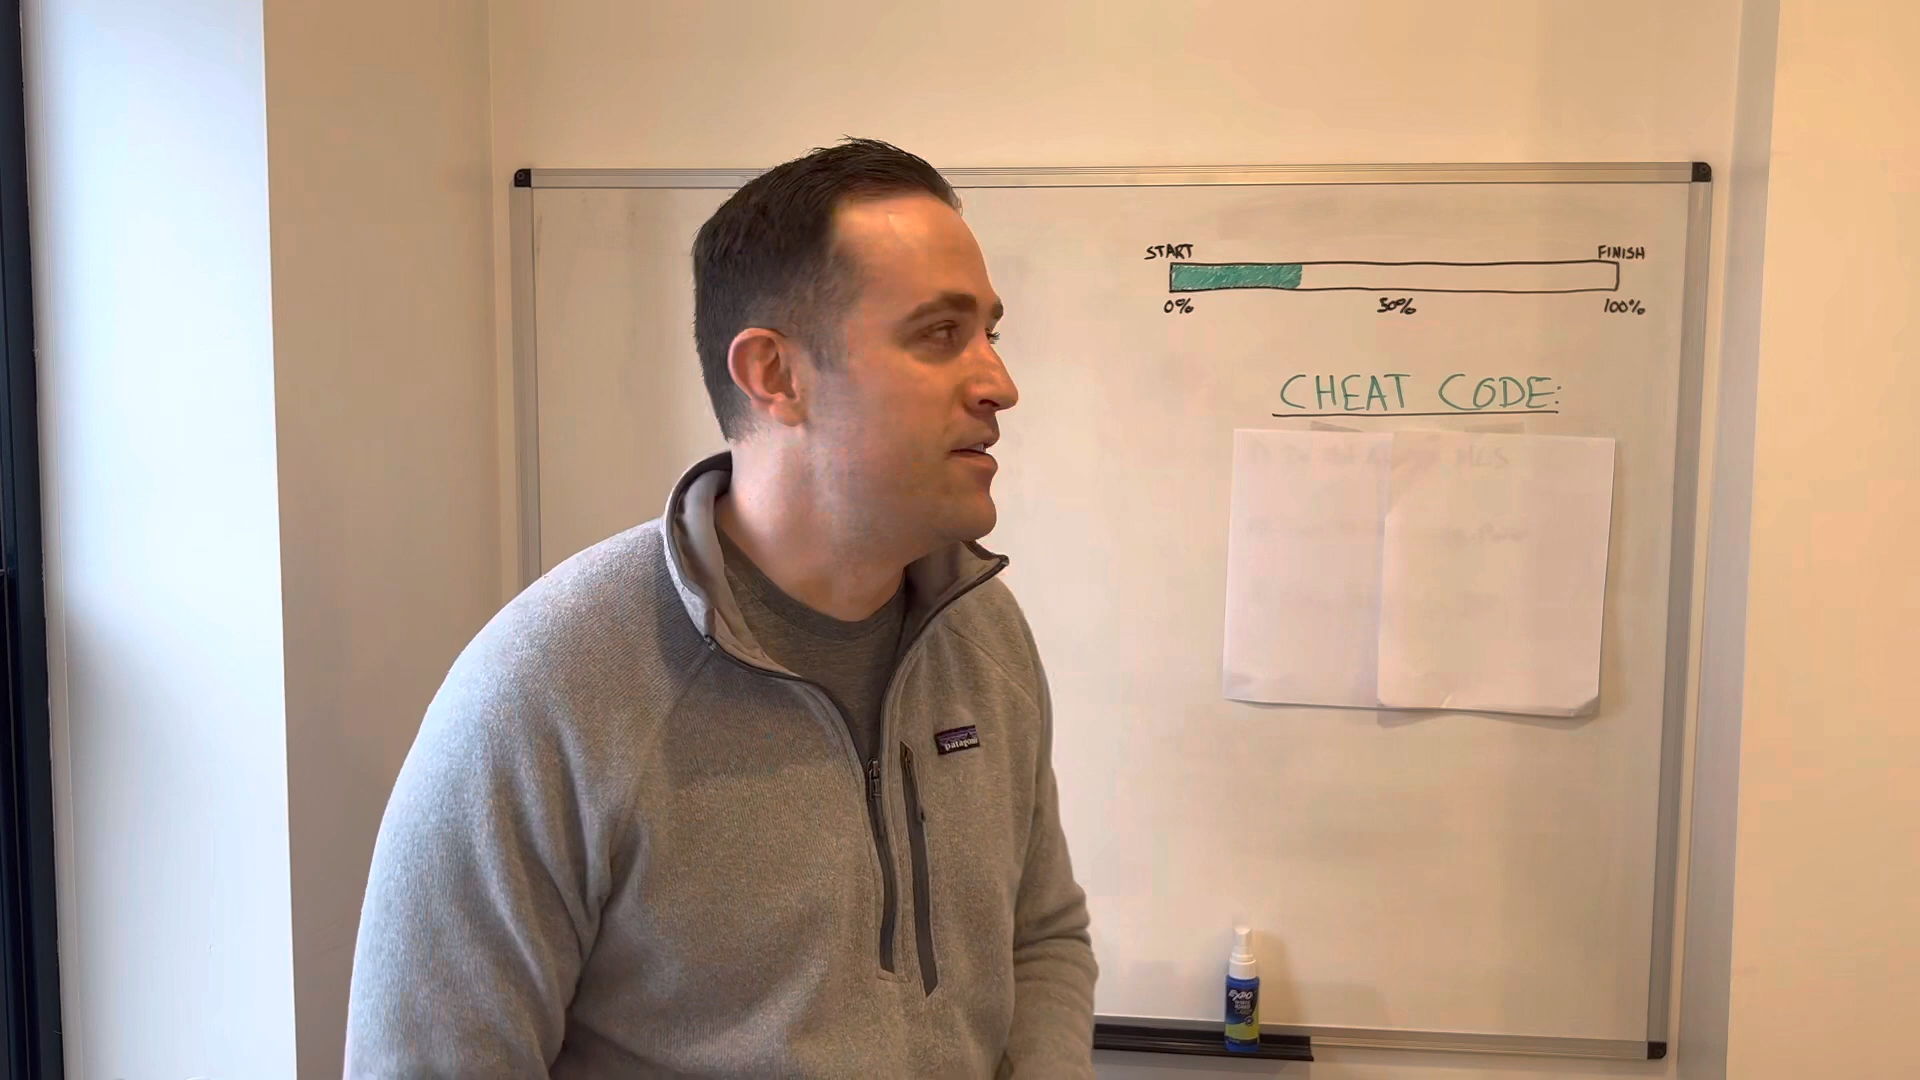 START FINISH
0% 50% 100%
CHEAT CODE:
patagonia
EXPO